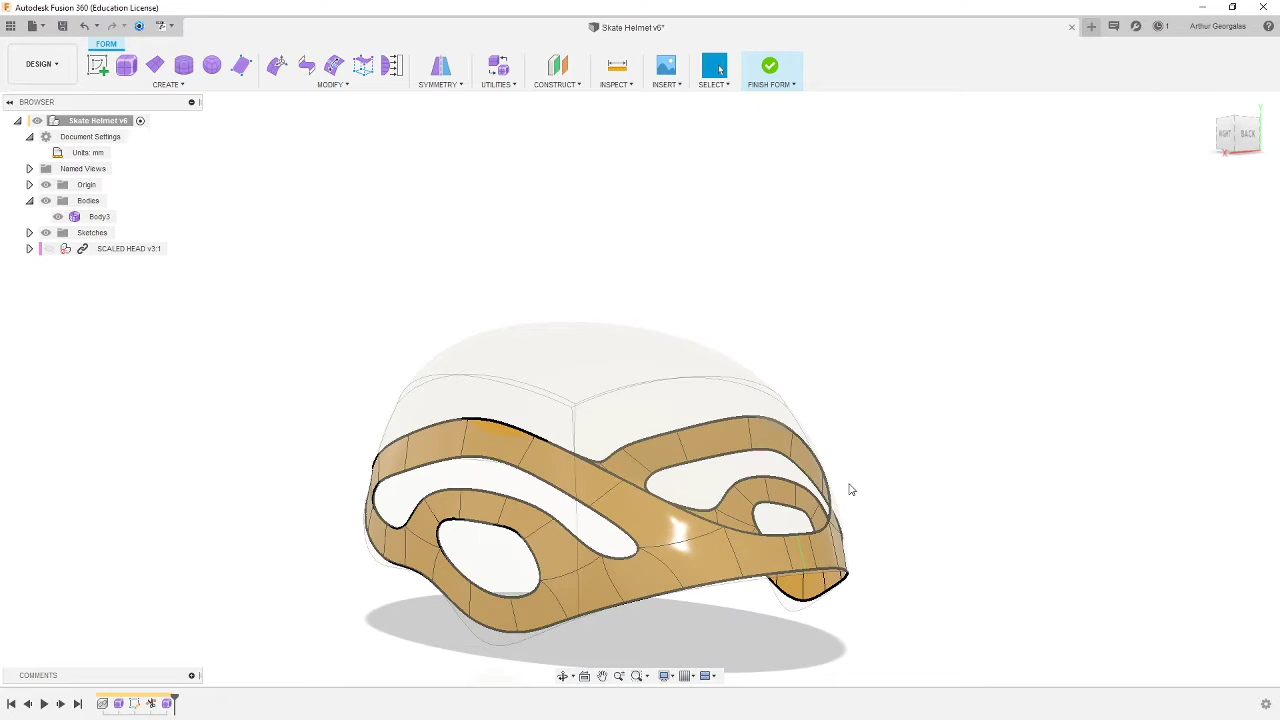 Autodesk Fusion 360 (Education License)
Skate Helmet v6*
1
Arthur Georgalas
DESIGN
FORM
CREATE
MODIFY
SYMMETRY
UTILITIES
CONSTRUCT
INSPECT
INSERT
SELECT
FINISH FORM
BROWSER
Skate Helmet v6
Document Settings
Units: mm
Named Views
Origin
Bodies
Body3
Sketches
SCALED HEAD v3:1
Y
RIGHT
BACK
X
COMMENTS